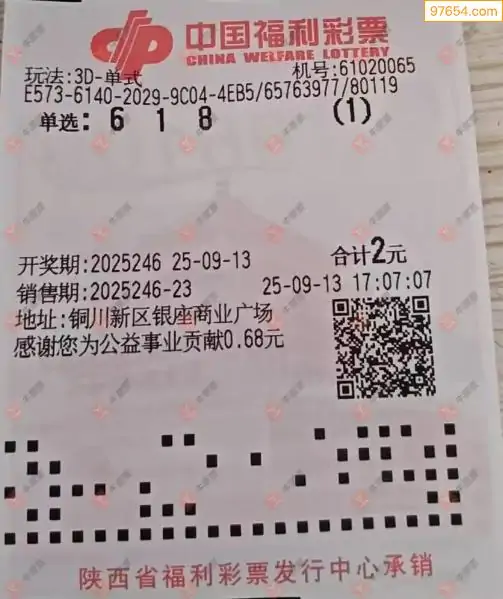 97654.com
中国福利彩票
CHINA WELFARE LOTTERY
玩法:3D-单式 机号:61020065
E573-6140-2029-9C04-4EB5/65763977/80119
单选: 6 1 8 (1)
开奖期:2025246 25-09-13 合计2元
销售期:2025246-23 25-09-13 17:07:07
地址:铜川新区银座商业广场
感谢您为公益事业贡献0.68元
陕西省福利彩票发行中心承销